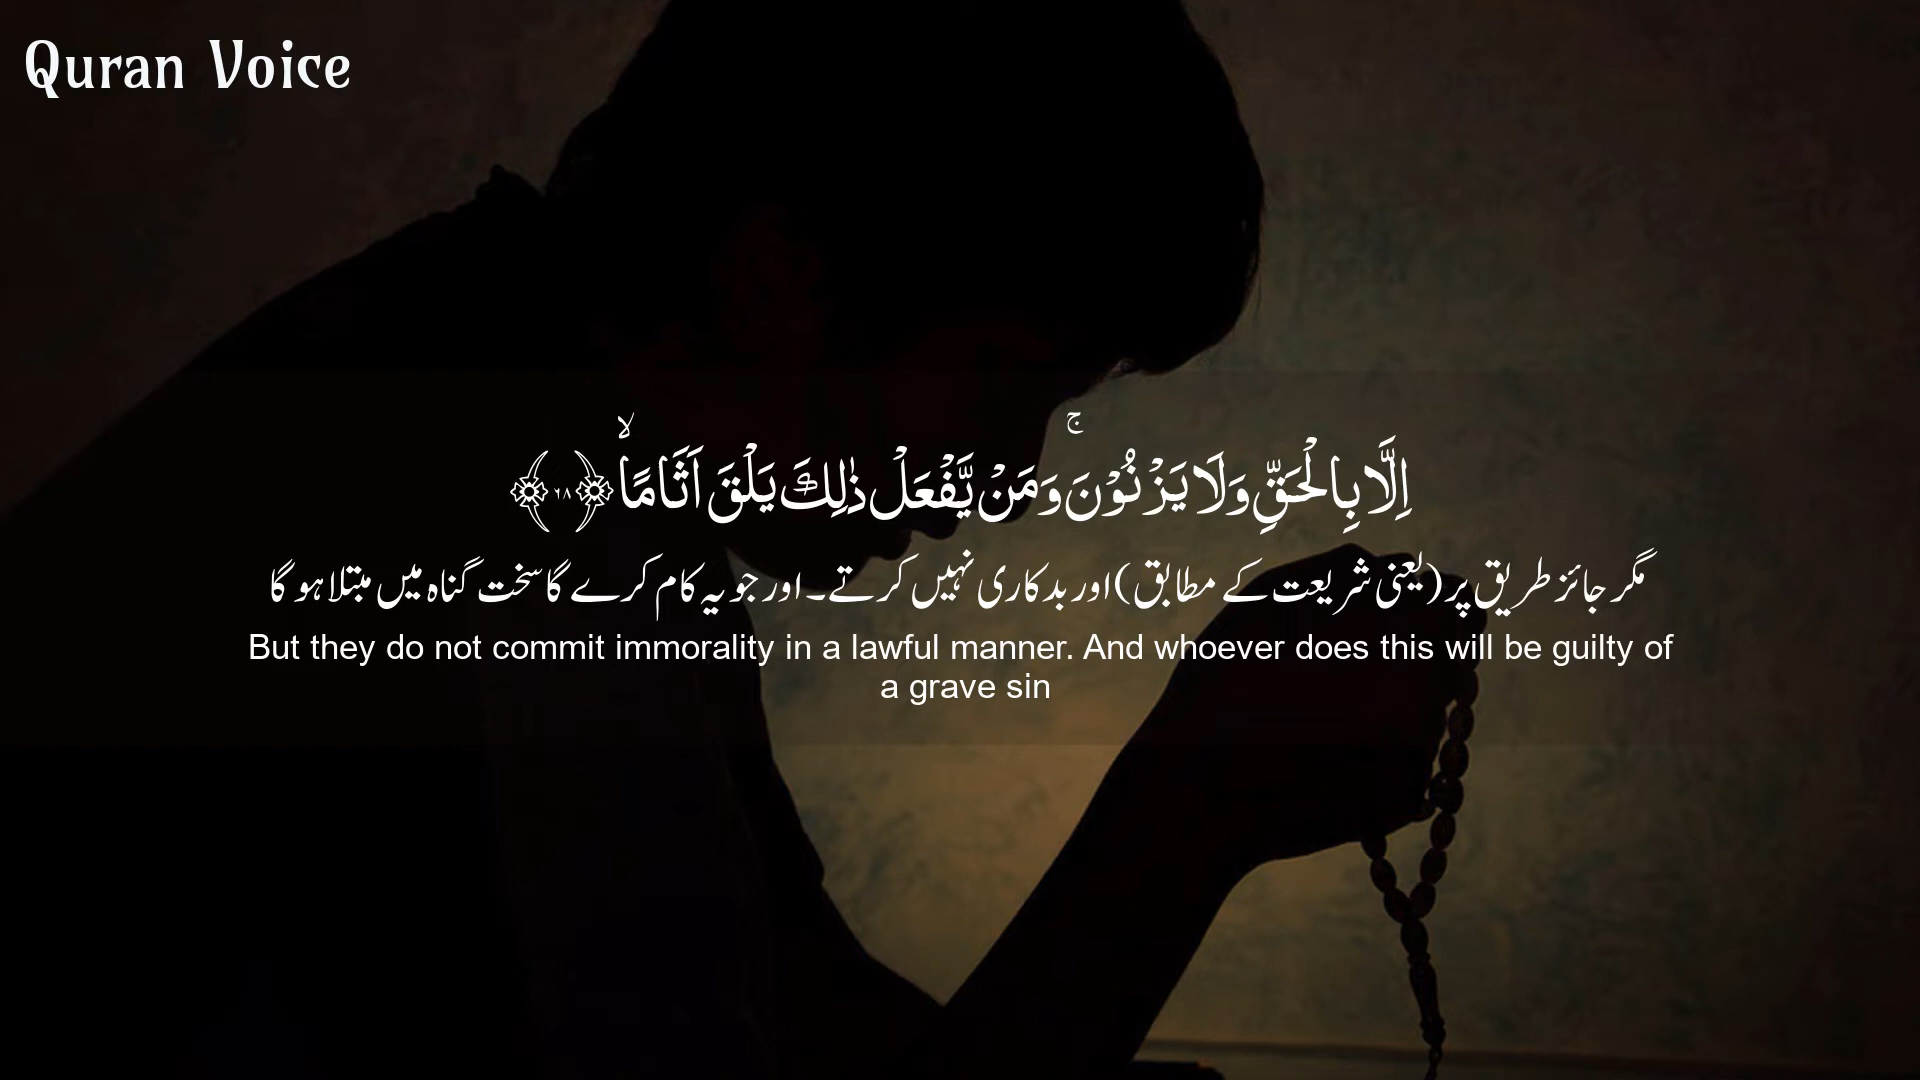 Quran Voice
اِلَّا بِالْحَقِّ وَلَا يَزْنُوْنَ ۚ وَمَنْ يَّفْعَلْ ذٰلِكَ يَلْقَ اَثَامًا ۙ ﴿۶۸﴾
مگر جائز طریق پر (یعنی شریعت کے مطابق) اور بدکاری نہیں کرتے۔ اور جو یہ کام کرے گا سخت گناہ میں مبتلا ہو گا
But they do not commit immorality in a lawful manner. And whoever does this will be guilty of
a grave sin